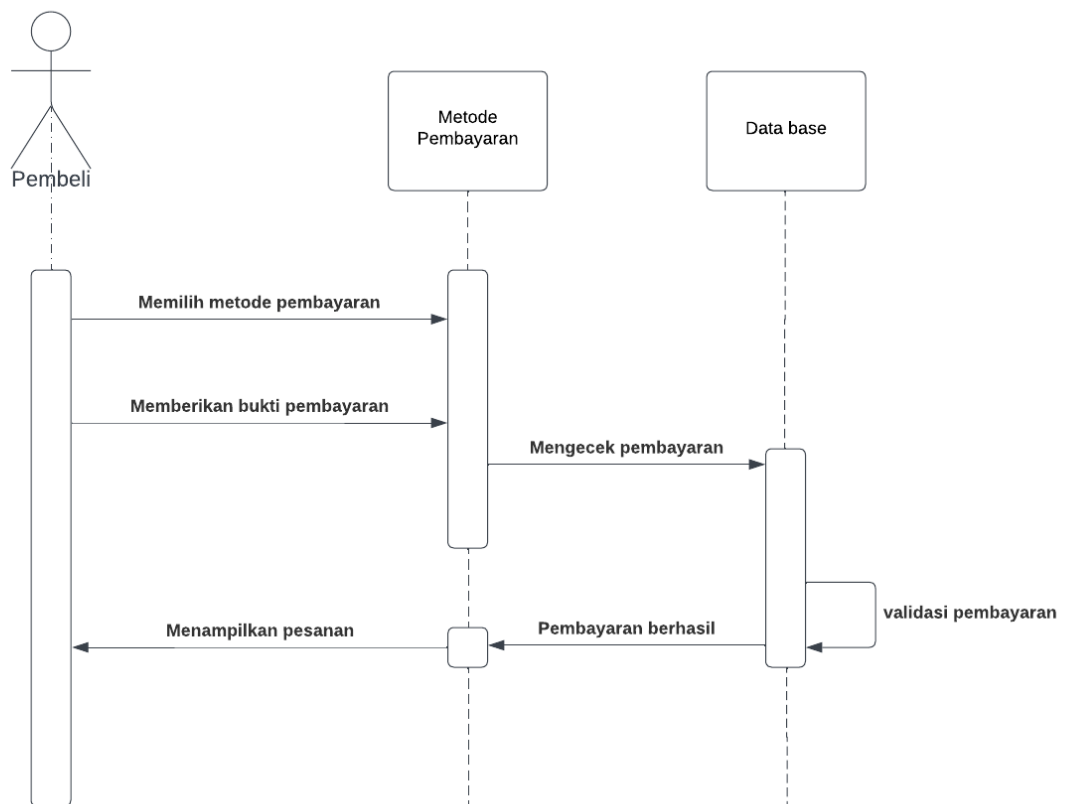 Pembeli
Metode
Pembayaran
Data base
Memilih metode pembayaran
Memberikan bukti pembayaran
Mengecek pembayaran
validasi pembayaran
Pembayaran berhasil
Menampilkan pesanan